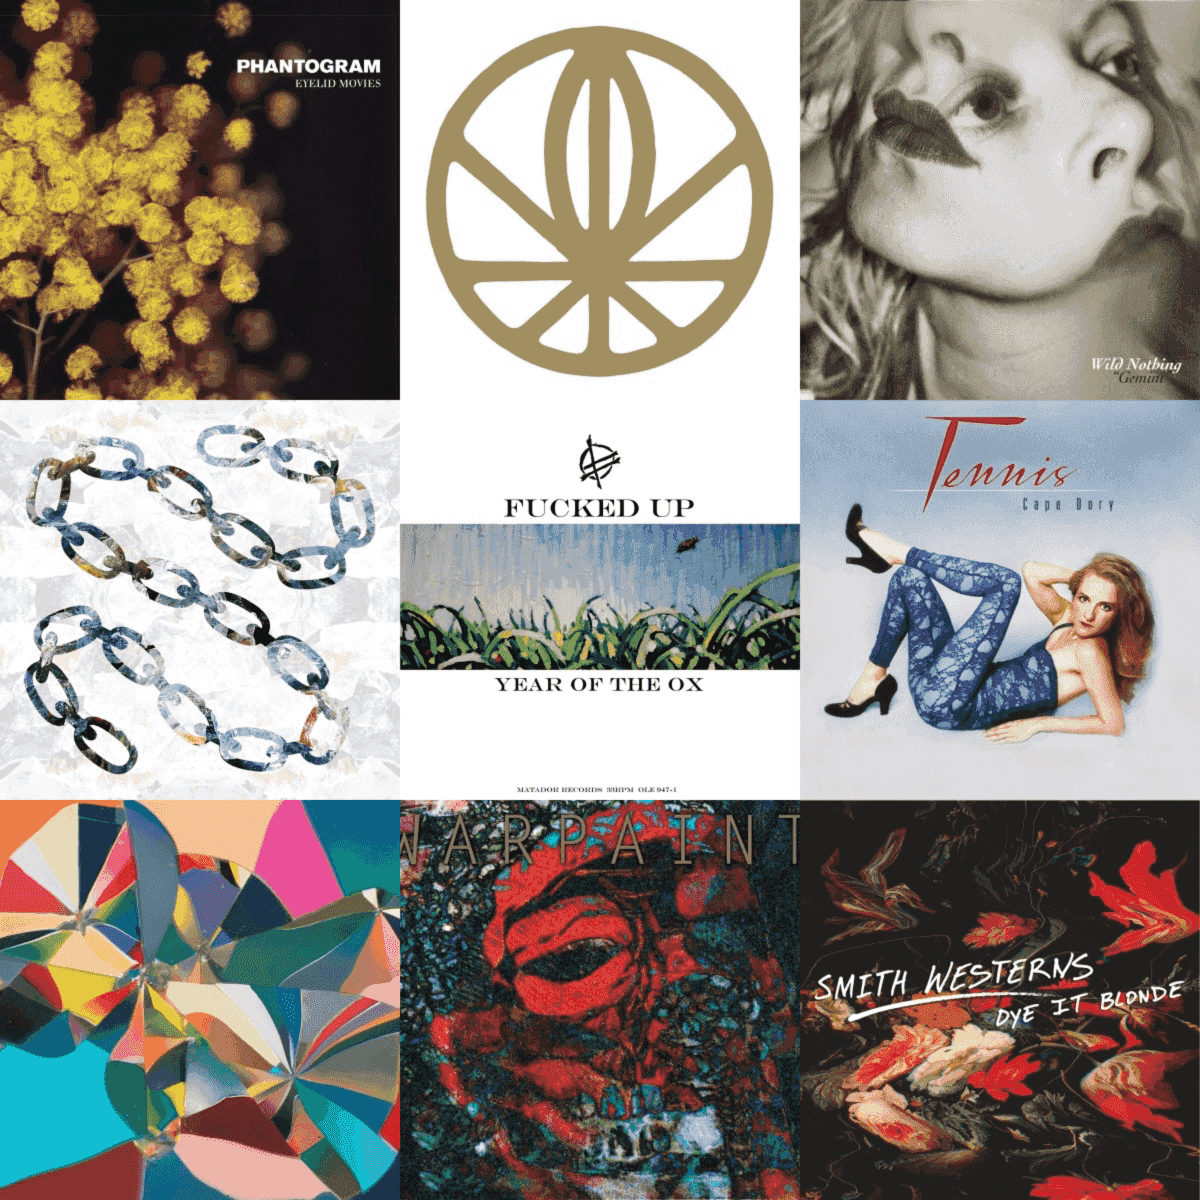 PHANTOGRAM
EYELID MOVIES
Wild Nothing
"Gemini"
FUCKED UP
YEAR OF THE OX
MATADOR RECORDS 33RPM OLE 947-1
Tennis
Cape Dory
WARPAINT
SMITH WESTERNS
DYE IT BLONDE